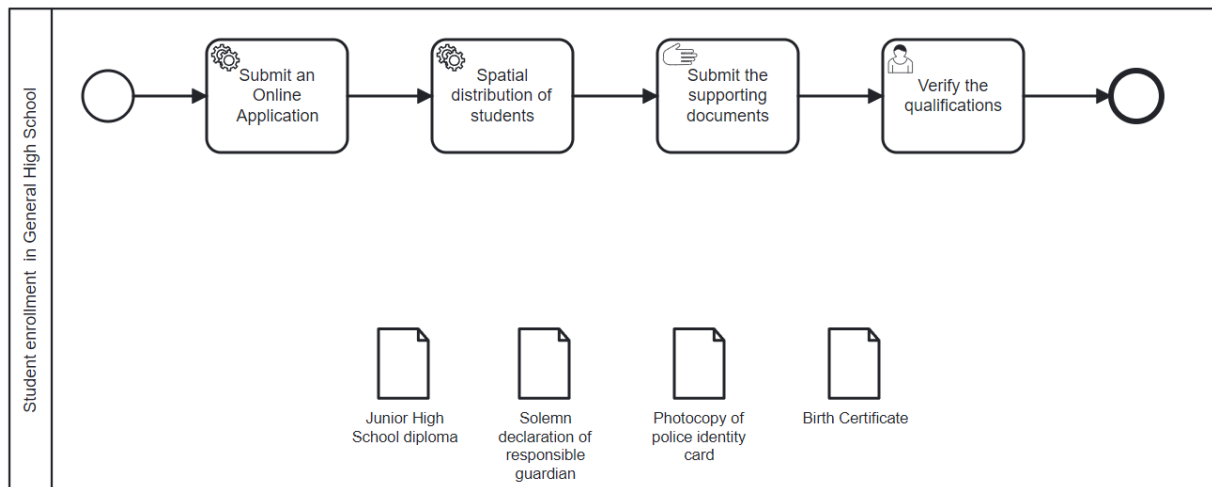 Student enrollment in General High School
Submit an
Online
Application
Spatial
distribution of
students
Submit the
supporting
documents
Verify the
qualifications
Junior High
School diploma
Solemn
declaration of
responsible
guardian
Photocopy of
police identity
card
Birth Certificate